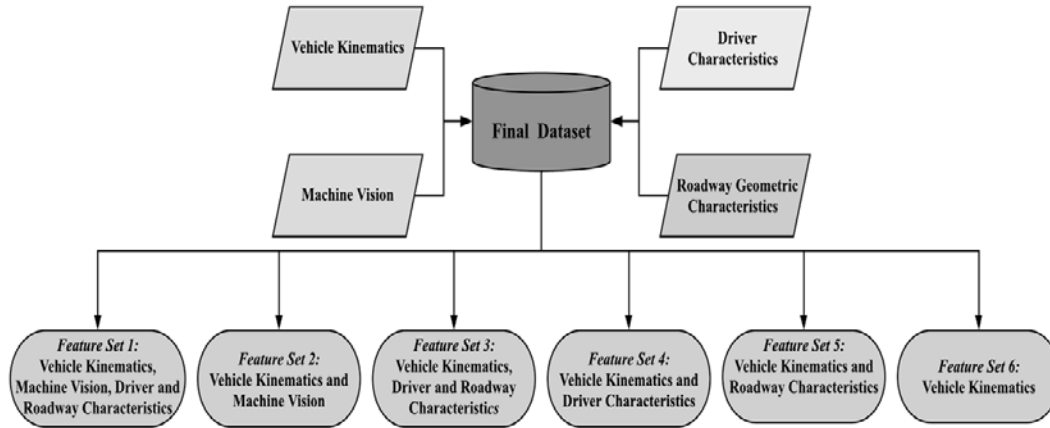 Vehicle Kinematics
Driver
Characteristics
Final Dataset
Machine Vision
Roadway Geometric
Characteristics
Feature Set 1:
Vehicle Kinematics,
Machine Vision, Driver and
Roadway Characteristics
Feature Set 2:
Vehicle Kinematics and
Machine Vision
Feature Set 3:
Vehicle Kinematics,
Driver and Roadway
Characteristics
Feature Set 4:
Vehicle Kinematics and
Driver Characteristics
Feature Set 5:
Vehicle Kinematics and
Roadway Characteristics
Feature Set 6:
Vehicle Kinematics